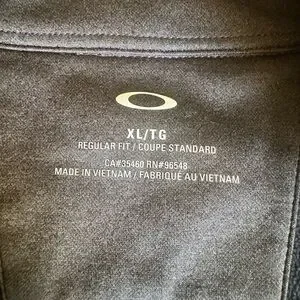 XL/TG
REGULAR FIT / COUPE STANDARD
CA#35460 RN#96548
MADE IN VIETNAM / FABRIQUÉ AU VIETNAM